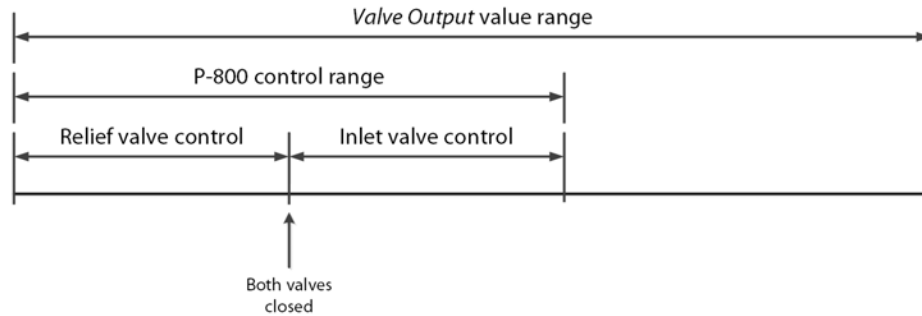 Valve Output value range
P-800 control range
Relief valve control
Inlet valve control
Both valves
closed